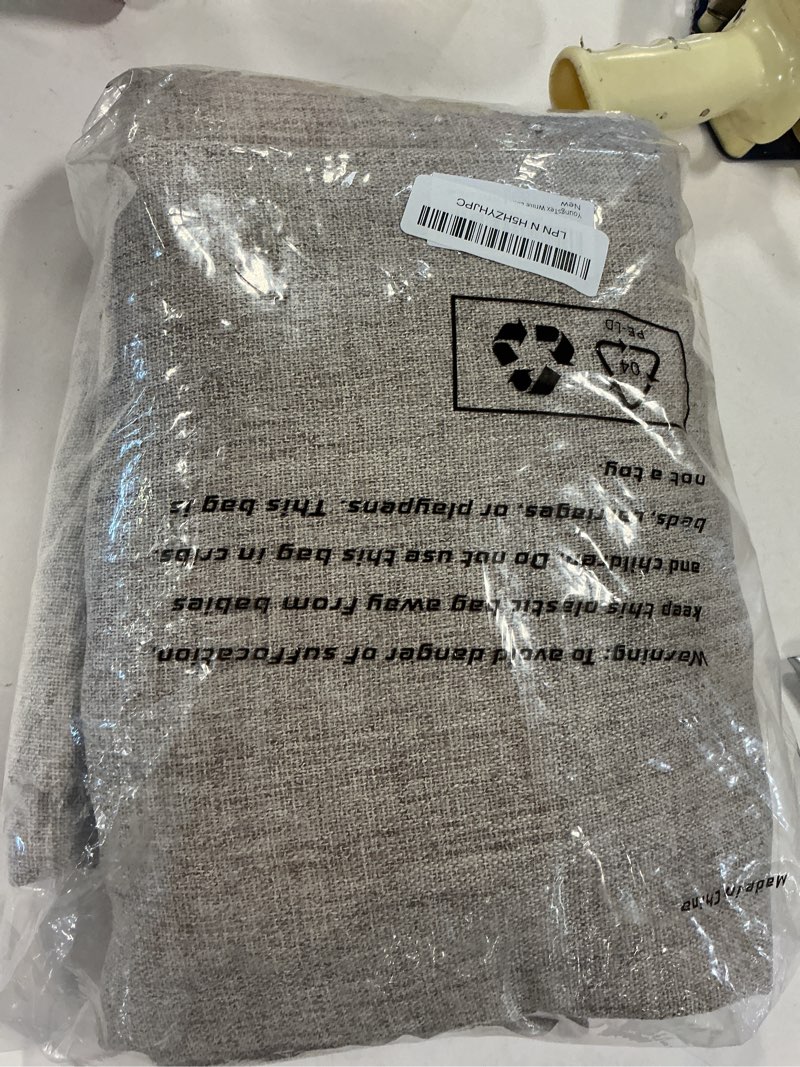 Warning: To avoid danger of suffocation,
keep this plastic bag away from babies
and children. Do not use this bag in cribs,
beds, carriages, or playpens. This bag is
not a toy.
04
PE-LD
LPN N H5HZYHJPC
YoungsTex
New
Made in China